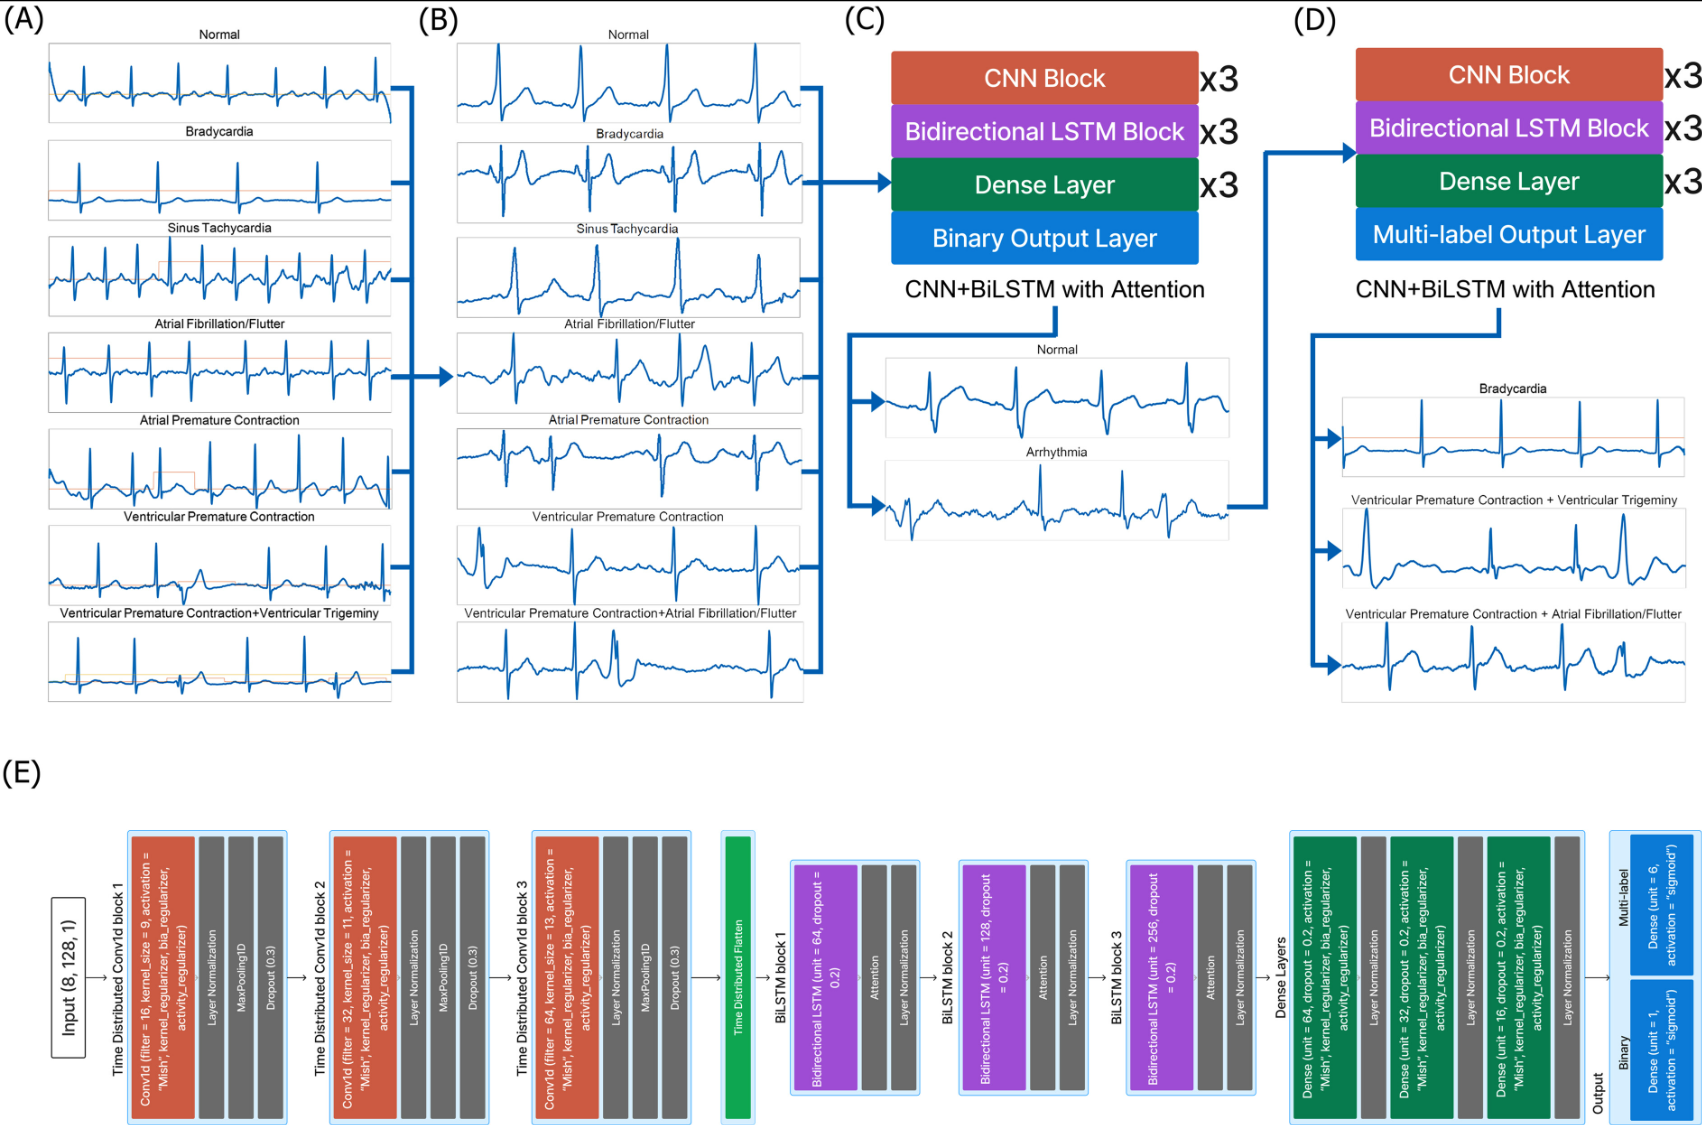 (A)
Normal
Bradycardia
Sinus Tachycardia
Atrial Fibrillation/Flutter
Atrial Premature Contraction
Ventricular Premature Contraction
Ventricular Premature Contraction+Ventricular Trigeminy
(B)
Normal
Bradycardia
Sinus Tachycardia
Atrial Fibrillation/Flutter
Atrial Premature Contraction
Ventricular Premature Contraction
Ventricular Premature Contraction+Atrial Fibrillation/Flutter
(C)
CNN Block x3
Bidirectional LSTM Block x3
Dense Layer x3
Binary Output Layer
CNN+BiLSTM with Attention
Normal
Arrhythmia
(D)
CNN Block x3
Bidirectional LSTM Block x3
Dense Layer x3
Multi-label Output Layer
CNN+BiLSTM with Attention
Bradycardia
Ventricular Premature Contraction + Ventricular Trigeminy
Ventricular Premature Contraction + Atrial Fibrillation/Flutter
(E)
Input (8, 128, 1)
Time Distributed Conv1d block 1
Conv1d (filter = 16, kernel_size = 9, activation =
"Mish", kernel_regularizer, bia_regularizer,
activity_regularizer)
Layer Normalization
MaxPooling1D
Dropout (0.3)
Time Distributed Conv1d block 2
Conv1d (filter = 32, kernel_size = 11, activation =
"Mish", kernel_regularizer, bia_regularizer,
activity_regularizer)
Layer Normalization
MaxPooling1D
Dropout (0.3)
Time Distributed Conv1d block 3
Conv1d (filter = 64, kernel_size = 13, activation =
"Mish", kernel_regularizer, bia_regularizer,
activity_regularizer)
Layer Normalization
MaxPooling1D
Dropout (0.3)
Time Distributed Flatten
BiLSTM block 1
Bidirectional LSTM (unit = 64, dropout =
0.2)
Attention
Layer Normalization
BiLSTM block 2
Bidirectional LSTM (unit = 128, dropout
= 0.2)
Attention
Layer Normalization
BiLSTM block 3
Bidirectional LSTM (unit = 256, dropout
= 0.2)
Attention
Layer Normalization
Dense Layers
Dense (unit = 64, dropout = 0.2, activation =
"Mish", kernel_regularizer, bia_regularizer,
activity_regularizer)
Layer Normalization
Dense (unit = 32, dropout = 0.2, activation =
"Mish", kernel_regularizer, bia_regularizer,
activity_regularizer)
Layer Normalization
Dense (unit = 16, dropout = 0.2, activation =
"Mish", kernel_regularizer, bia_regularizer,
activity_regularizer)
Layer Normalization
Output
Multi-label
Dense (unit = 6,
activation = "sigmoid")
Binary
Dense (unit = 1,
activation = "sigmoid")